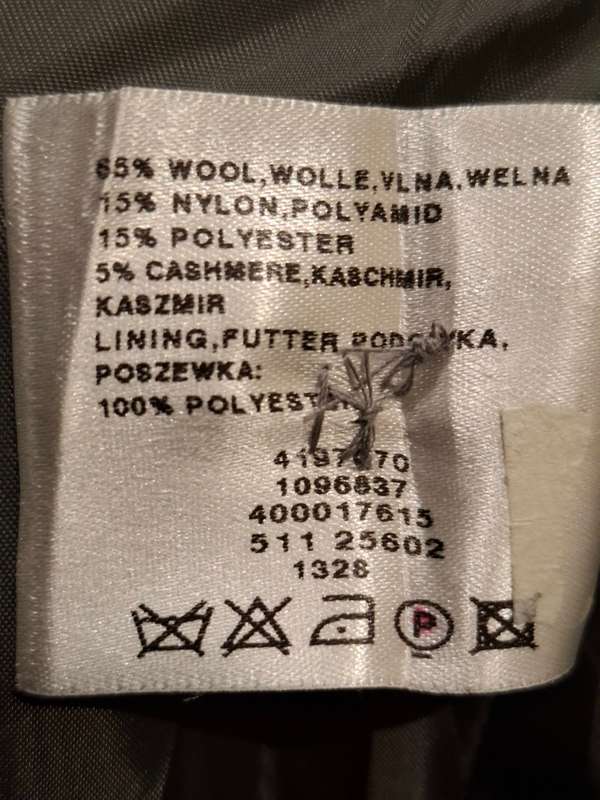 65% WOOL,WOLLE,VLNA,WELNA
15% NYLON,POLYAMID
15% POLYESTER
5% CASHMERE,KASCHMIR,
KASZMIR
LINING,FUTTER
POSZEWKA:
100% POLYESTER
1096837
400017615
511 25602
1328
P